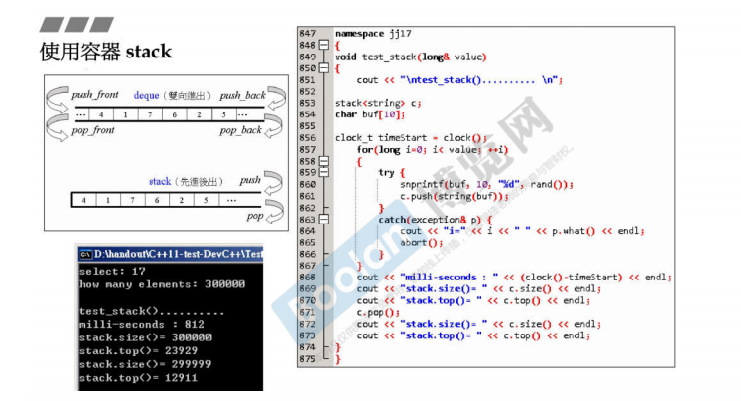 使用容器 stack
push_front deque（雙向進出） push_back
... 4 1 7 6 2 5 ...
pop_front pop_back
stack（先進後出） push
4 1 7 6 2 5 ...
pop
D:\handout\C++11-test-DevC++\Test
select: 17
how many elements: 300000
test_stack()..........
milli-seconds : 812
stack.size()= 300000
stack.top()= 23929
stack.size()= 299999
stack.top()= 12911
847 namespace jj17
848 {
849 void test_stack(long& value)
850 {
851 cout << "\ntest_stack().......... \n";
852
853 stack<string> c;
854 char buf[10];
855
856 clock_t timeStart = clock();
857 for(long i=0; i< value; ++i)
858 {
859 try {
860 snprintf(buf, 10, "%d", rand());
861 c.push(string(buf));
862 }
863 catch(exception& p) {
864 cout << "i=" << i << " " << p.what() << endl;
865 abort();
866 }
867 }
868 cout << "milli-seconds : " << (clock()-timeStart) << endl;
869 cout << "stack.size()= " << c.size() << endl;
870 cout << "stack.top()= " << c.top() << endl;
871 c.pop();
872 cout << "stack.size()= " << c.size() << endl;
873 cout << "stack.top()= " << c.top() << endl;
874 }
875 }
Boolan 博览网